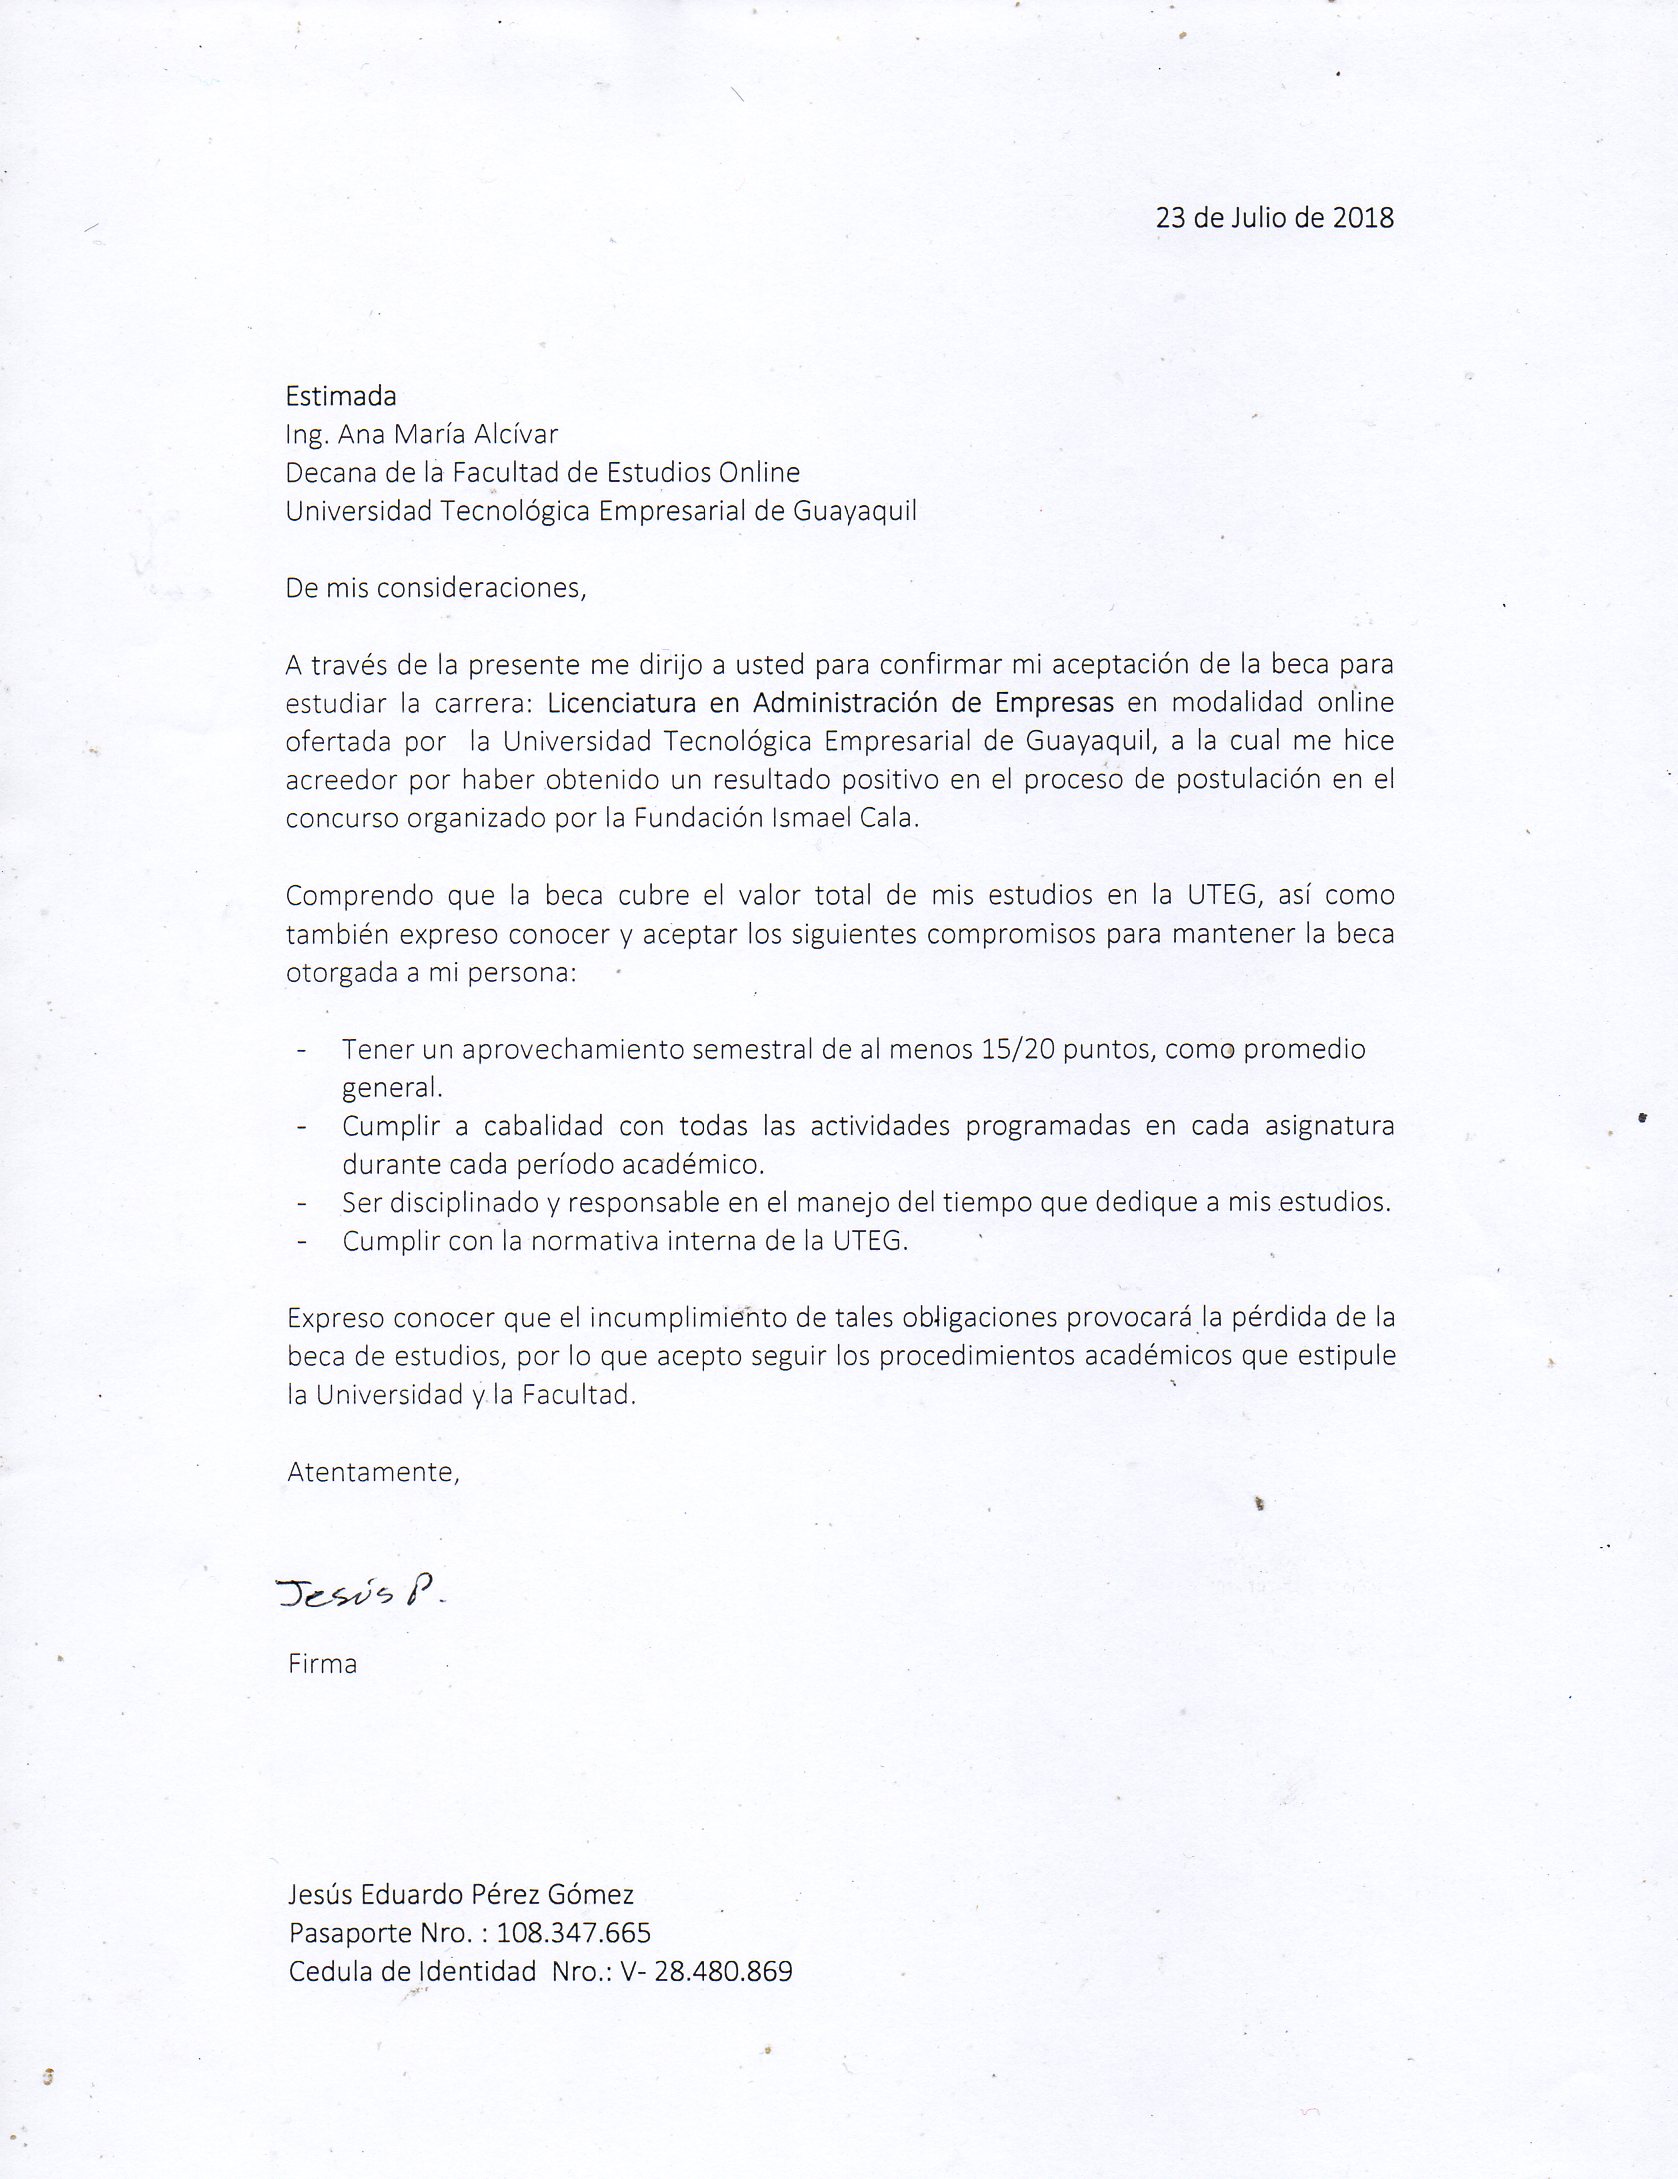 23 de Julio de 2018
Estimada
Ing. Ana María Alcívar
Decana de la Facultad de Estudios Online
Universidad Tecnológica Empresarial de Guayaquil
De mis consideraciones,
A través de la presente me dirijo a usted para confirmar mi aceptación de la beca para
estudiar la carrera: Licenciatura en Administración de Empresas en modalidad online
ofertada por la Universidad Tecnológica Empresarial de Guayaquil, a la cual me hice
acreedor por haber obtenido un resultado positivo en el proceso de postulación en el
concurso organizado por la Fundación Ismael Cala.
Comprendo que la beca cubre el valor total de mis estudios en la UTEG, así como
también expreso conocer y aceptar los siguientes compromisos para mantener la beca
otorgada a mi persona:
- Tener un aprovechamiento semestral de al menos 15/20 puntos, como promedio
general.
- Cumplir a cabalidad con todas las actividades programadas en cada asignatura
durante cada período académico.
- Ser disciplinado y responsable en el manejo del tiempo que dedique a mis estudios.
- Cumplir con la normativa interna de la UTEG.
Expreso conocer que el incumplimiento de tales obligaciones provocará la pérdida de la
beca de estudios, por lo que acepto seguir los procedimientos académicos que estipule
la Universidad y la Facultad.
Atentamente,
Jesús P.
Firma
Jesús Eduardo Pérez Gómez
Pasaporte Nro. : 108.347.665
Cedula de Identidad Nro.: V- 28.480.869